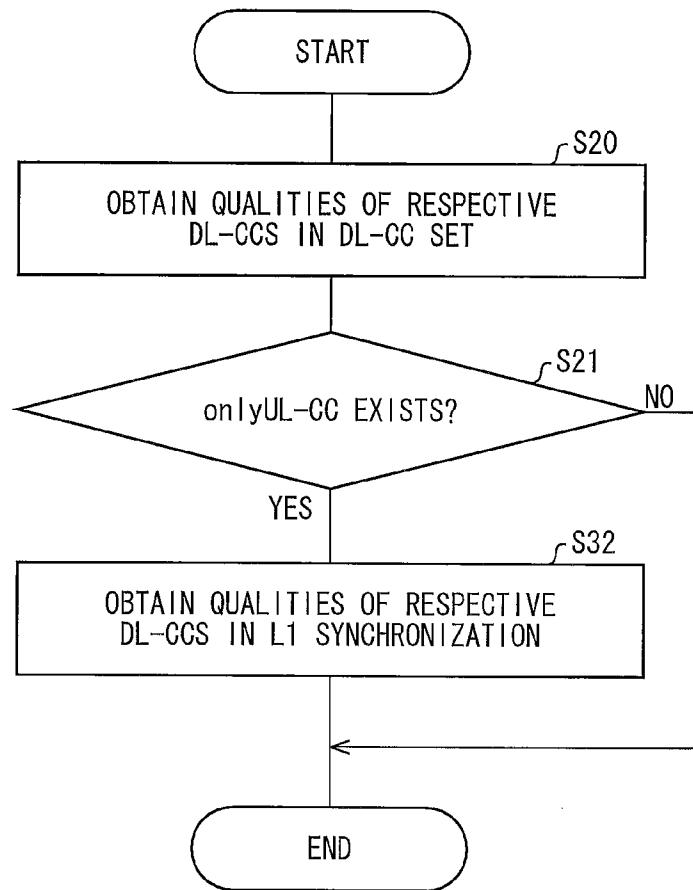 START
S20
OBTAIN QUALITIES OF RESPECTIVE
DL-CCS IN DL-CC SET
S21
onlyUL-CC EXISTS?
NO
YES
S32
OBTAIN QUALITIES OF RESPECTIVE
DL-CCS IN L1 SYNCHRONIZATION
END